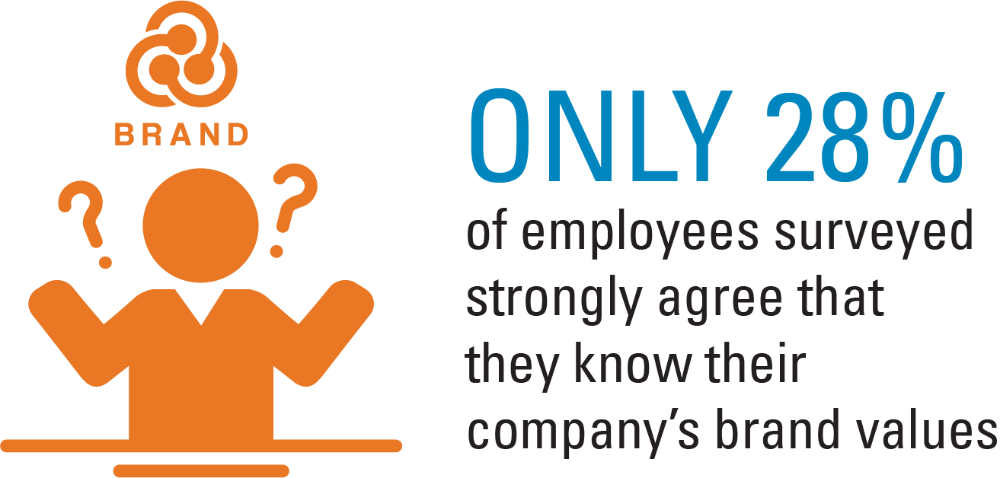 BRAND
ONLY 28%
of employees surveyed
strongly agree that
they know their
company’s brand values